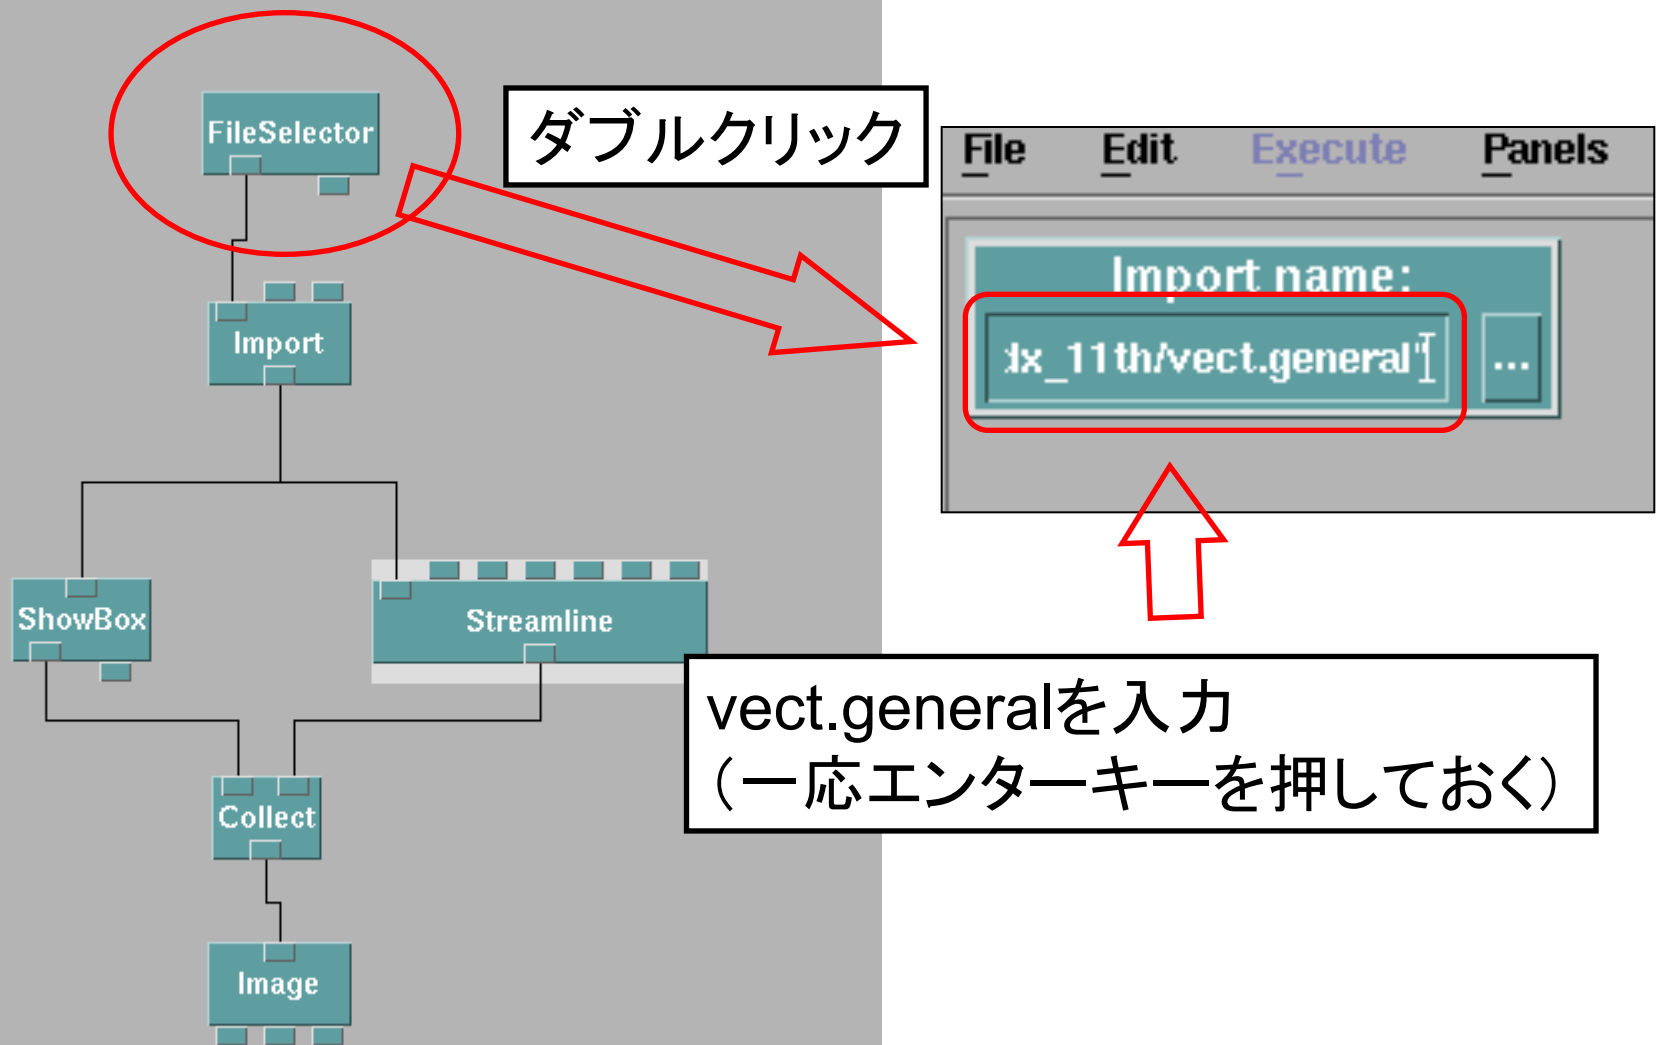 FileSelector
ダブルクリック
File Edit Execute Panels
Import name:
dx_11th/vect.general" ...
Import
ShowBox
Streamline
vect.generalを入力
（一応エンターキーを押しておく）
Collect
Image